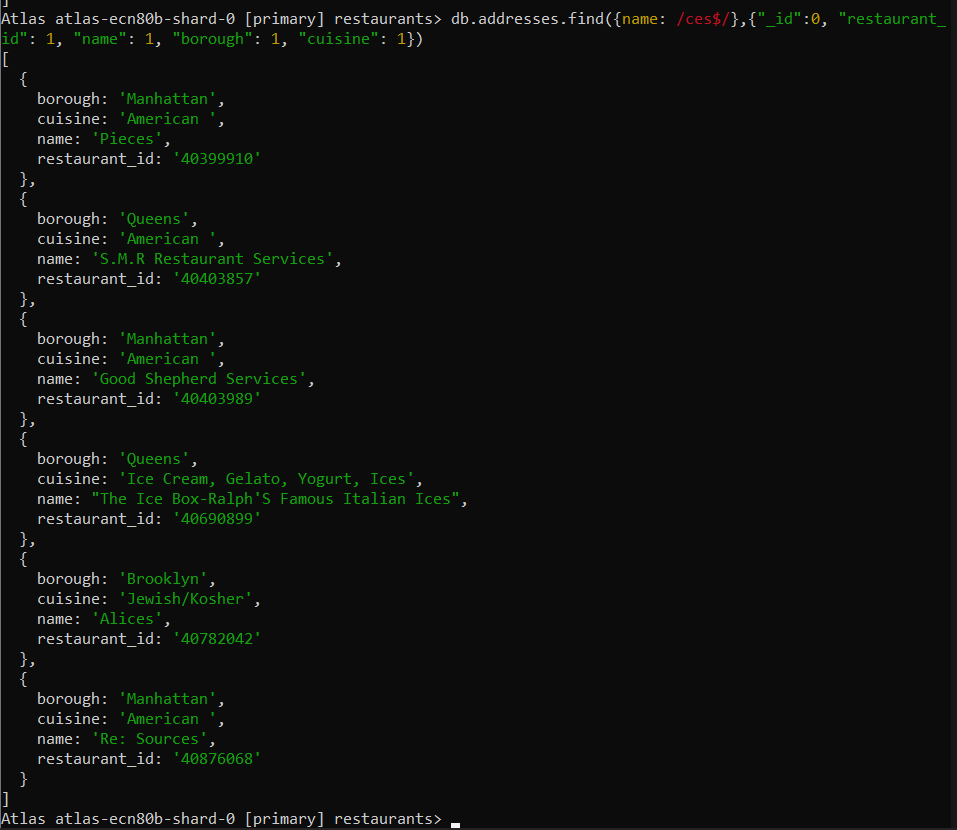 ]
Atlas atlas-ecn80b-shard-0 [primary] restaurants> db.addresses.find({name: /ces$/},{"_id":0, "restaurant_
id": 1, "name": 1, "borough": 1, "cuisine": 1})
[
  {
    borough: 'Manhattan',
    cuisine: 'American ',
    name: 'Pieces',
    restaurant_id: '40399910'
  },
  {
    borough: 'Queens',
    cuisine: 'American ',
    name: 'S.M.R Restaurant Services',
    restaurant_id: '40403857'
  },
  {
    borough: 'Manhattan',
    cuisine: 'American ',
    name: 'Good Shepherd Services',
    restaurant_id: '40403989'
  },
  {
    borough: 'Queens',
    cuisine: 'Ice Cream, Gelato, Yogurt, Ices',
    name: "The Ice Box-Ralph'S Famous Italian Ices",
    restaurant_id: '40690899'
  },
  {
    borough: 'Brooklyn',
    cuisine: 'Jewish/Kosher',
    name: 'Alices',
    restaurant_id: '40782042'
  },
  {
    borough: 'Manhattan',
    cuisine: 'American ',
    name: 'Re: Sources',
    restaurant_id: '40876068'
  }
]
Atlas atlas-ecn80b-shard-0 [primary] restaurants>